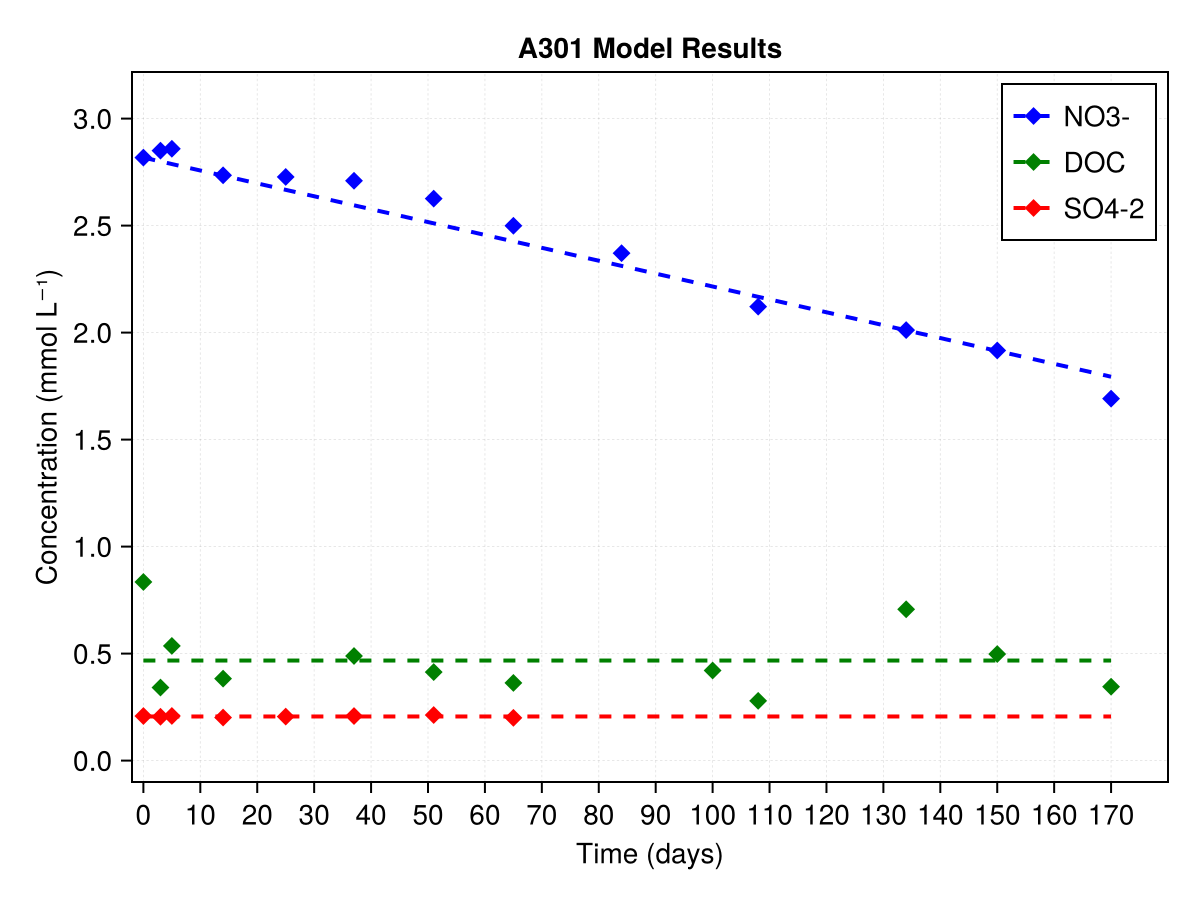 A301 Model Results
NO3-
DOC
SO4-2
Concentration (mmol L⁻¹)
3.0
2.5
2.0
1.5
1.0
0.5
0.0
0 10 20 30 40 50 60 70 80 90 100 110 120 130 140 150 160 170
Time (days)